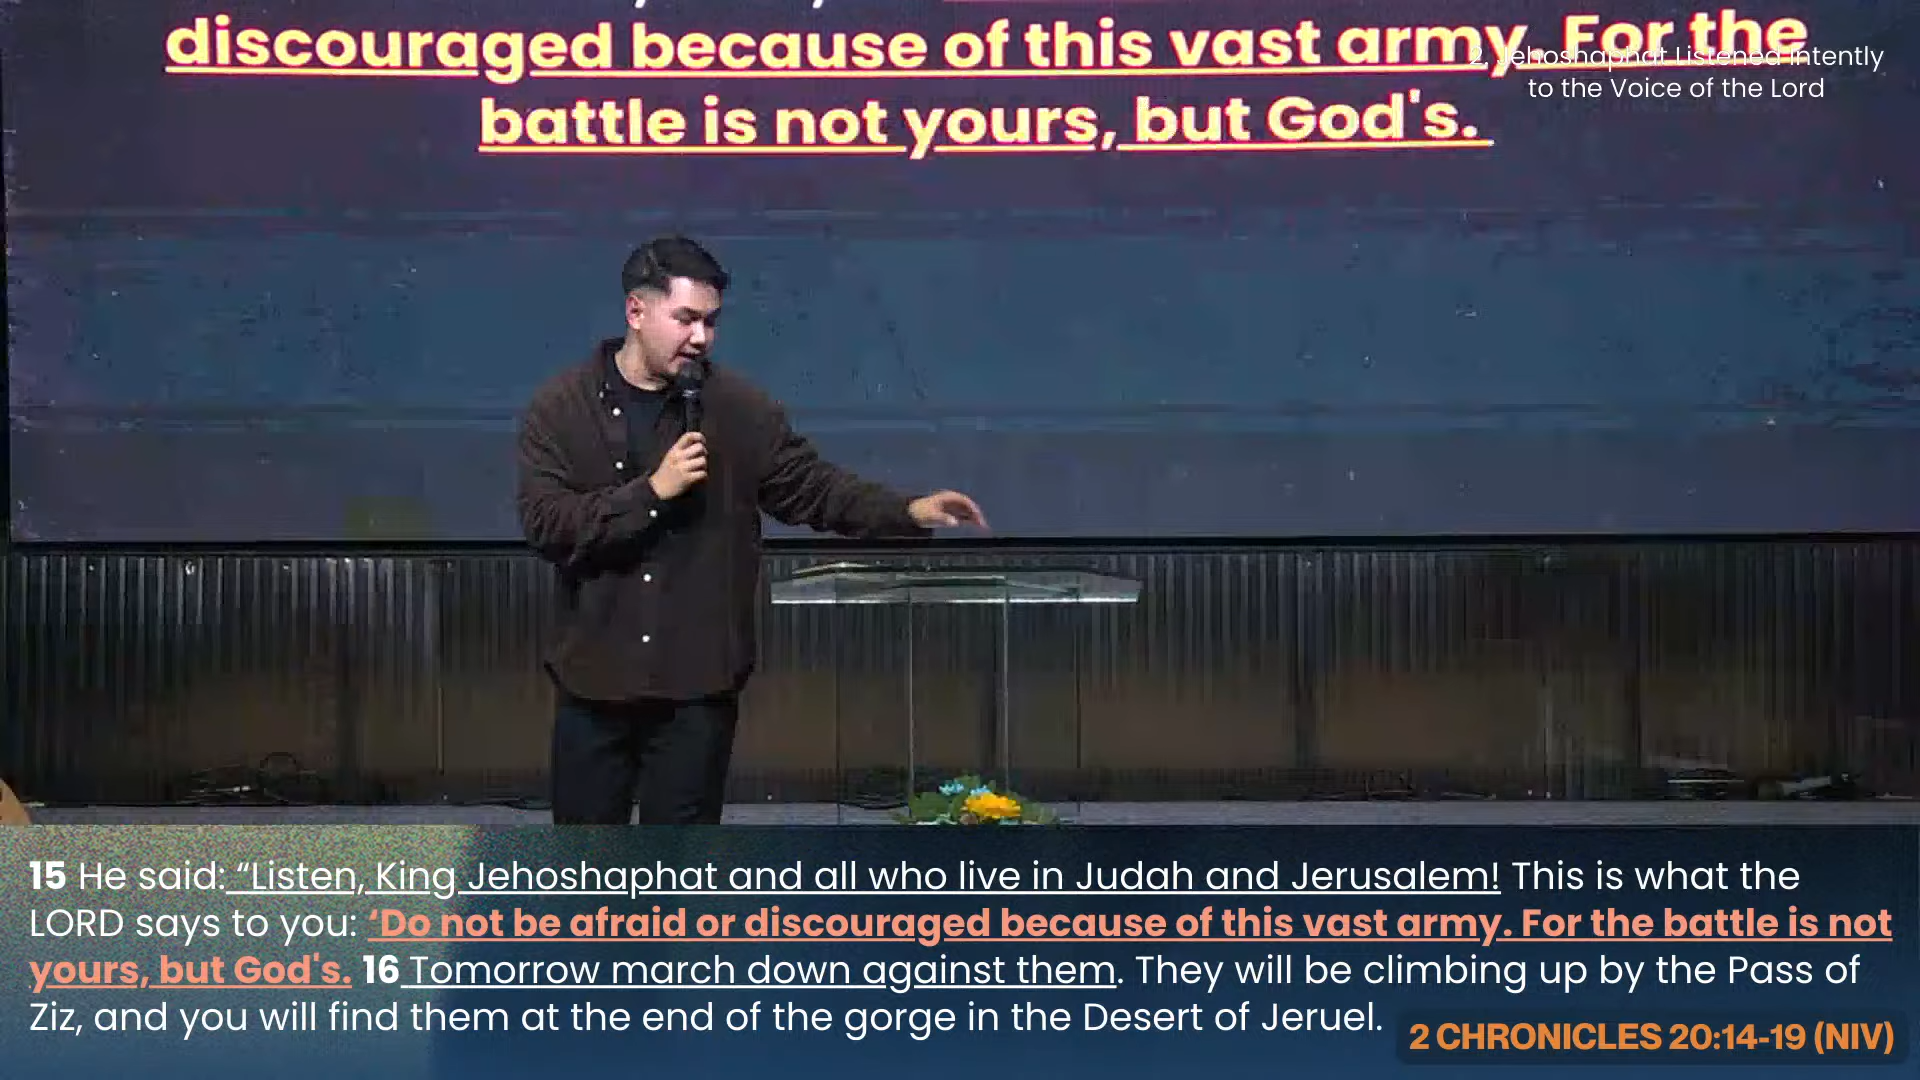 discouraged because of this vast army. For the
battle is not yours, but God's.
2. Jehoshaphat Listened Intently
to the Voice of the Lord
15 He said: “Listen, King Jehoshaphat and all who live in Judah and Jerusalem! This is what the
LORD says to you: ‘Do not be afraid or discouraged because of this vast army. For the battle is not
yours, but God's. 16 Tomorrow march down against them. They will be climbing up by the Pass of
Ziz, and you will find them at the end of the gorge in the Desert of Jeruel.
2 CHRONICLES 20:14-19 (NIV)